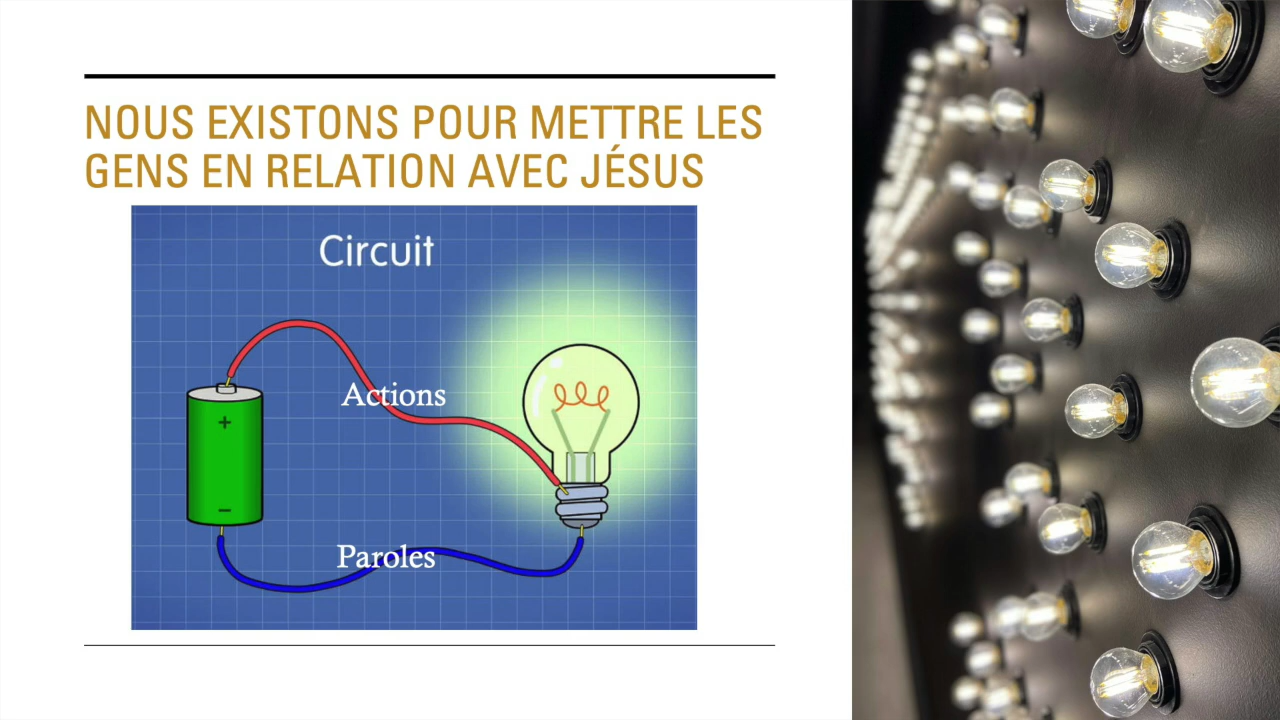 NOUS EXISTONS POUR METTRE LES
GENS EN RELATION AVEC JÉSUS
Circuit
Actions
+
–
Paroles